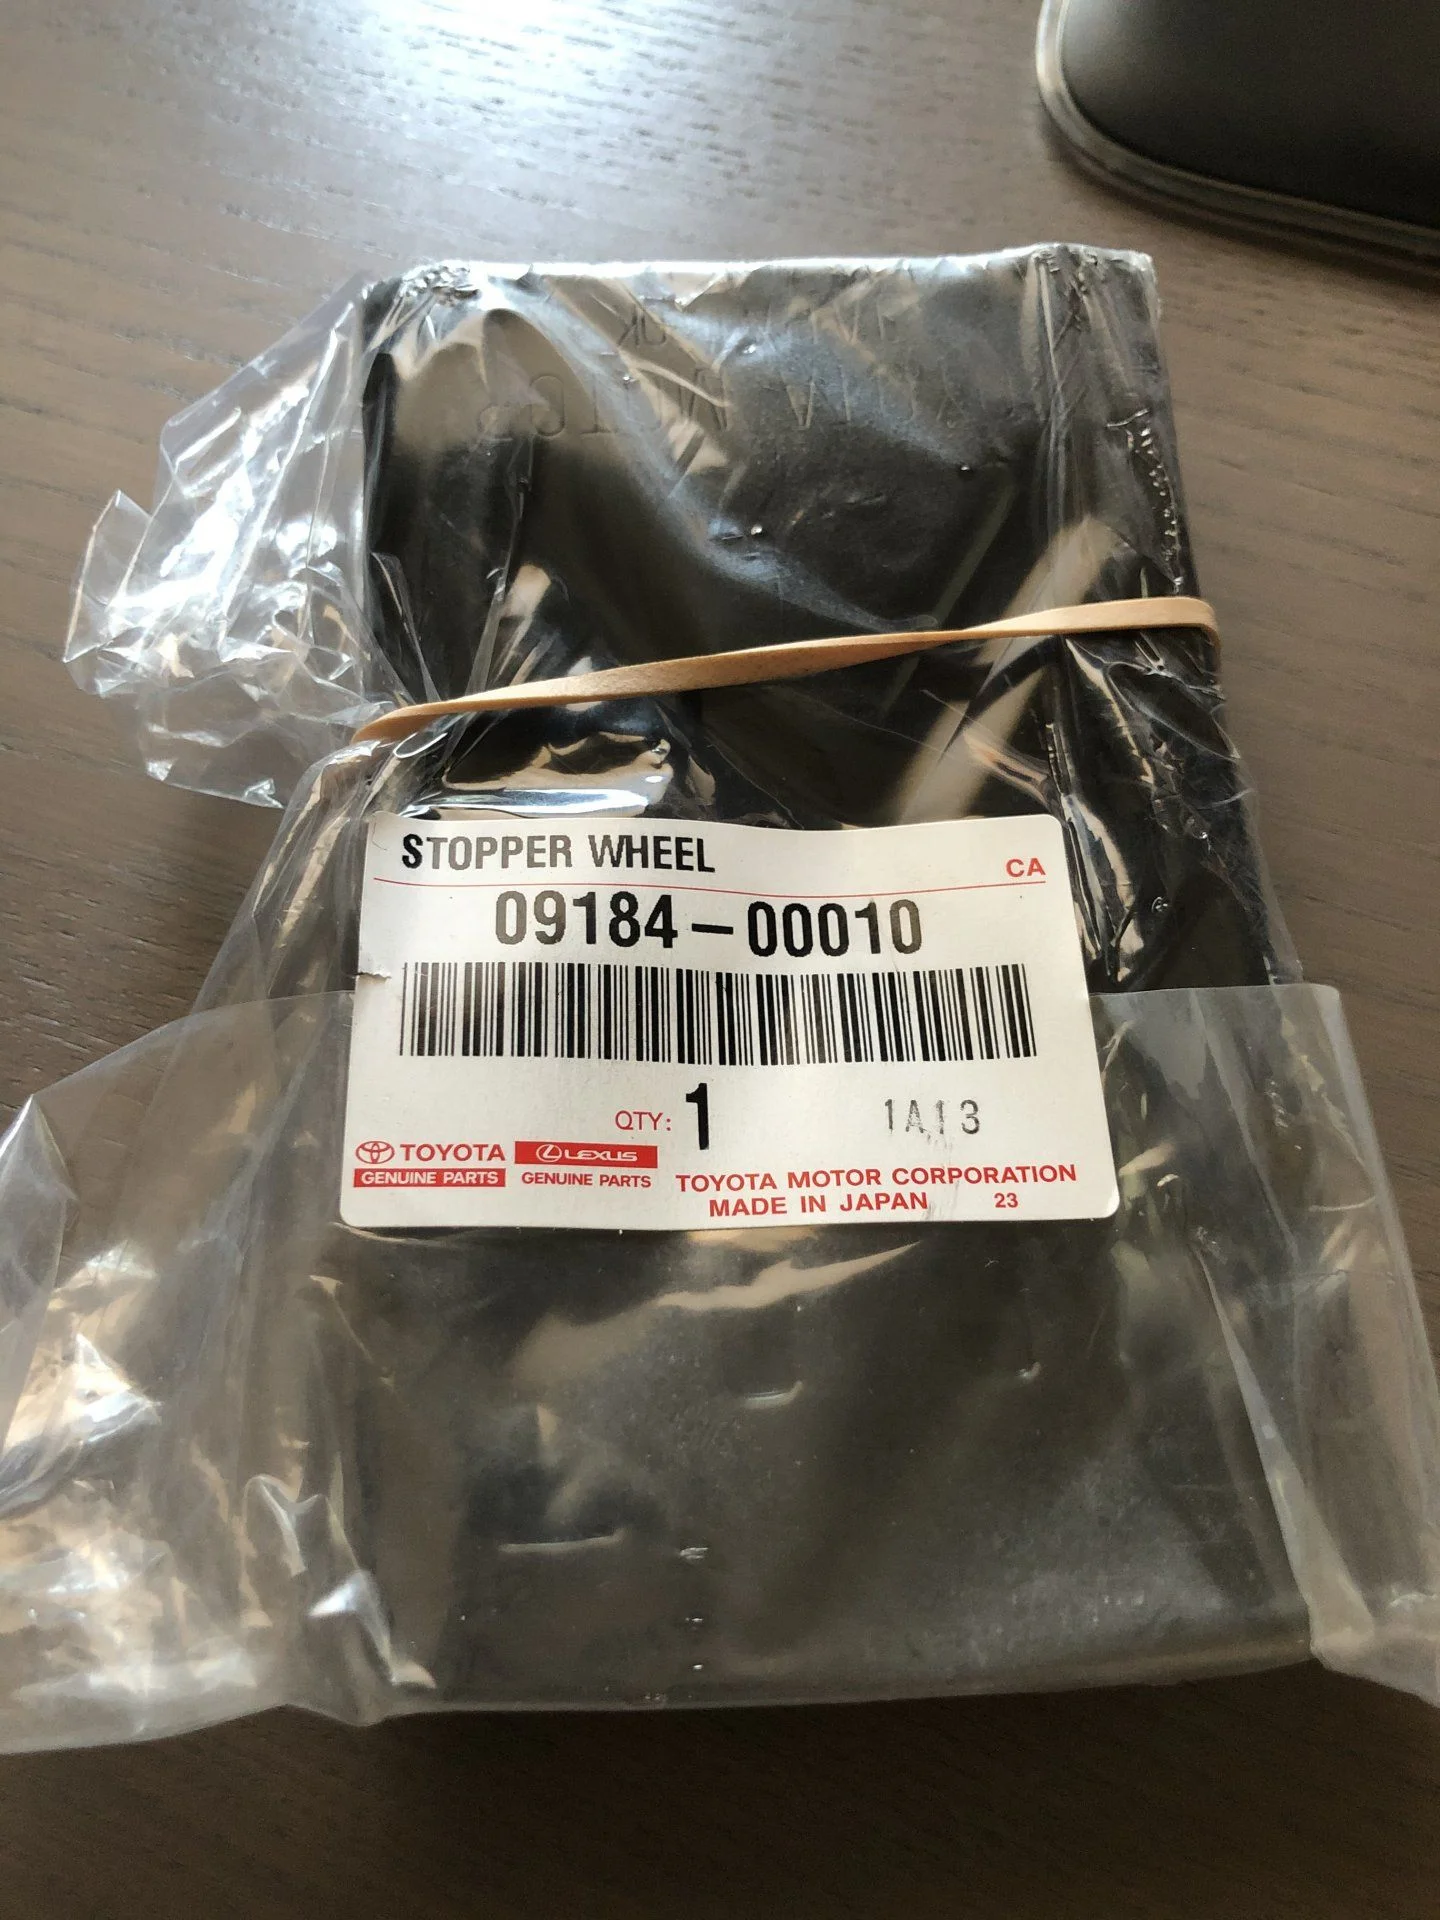 STOPPER WHEEL
CA
09184-00010
QTY: 1
1A13
TOYOTA
GENUINE PARTS
LEXUS
GENUINE PARTS
TOYOTA MOTOR CORPORATION
MADE IN JAPAN 23